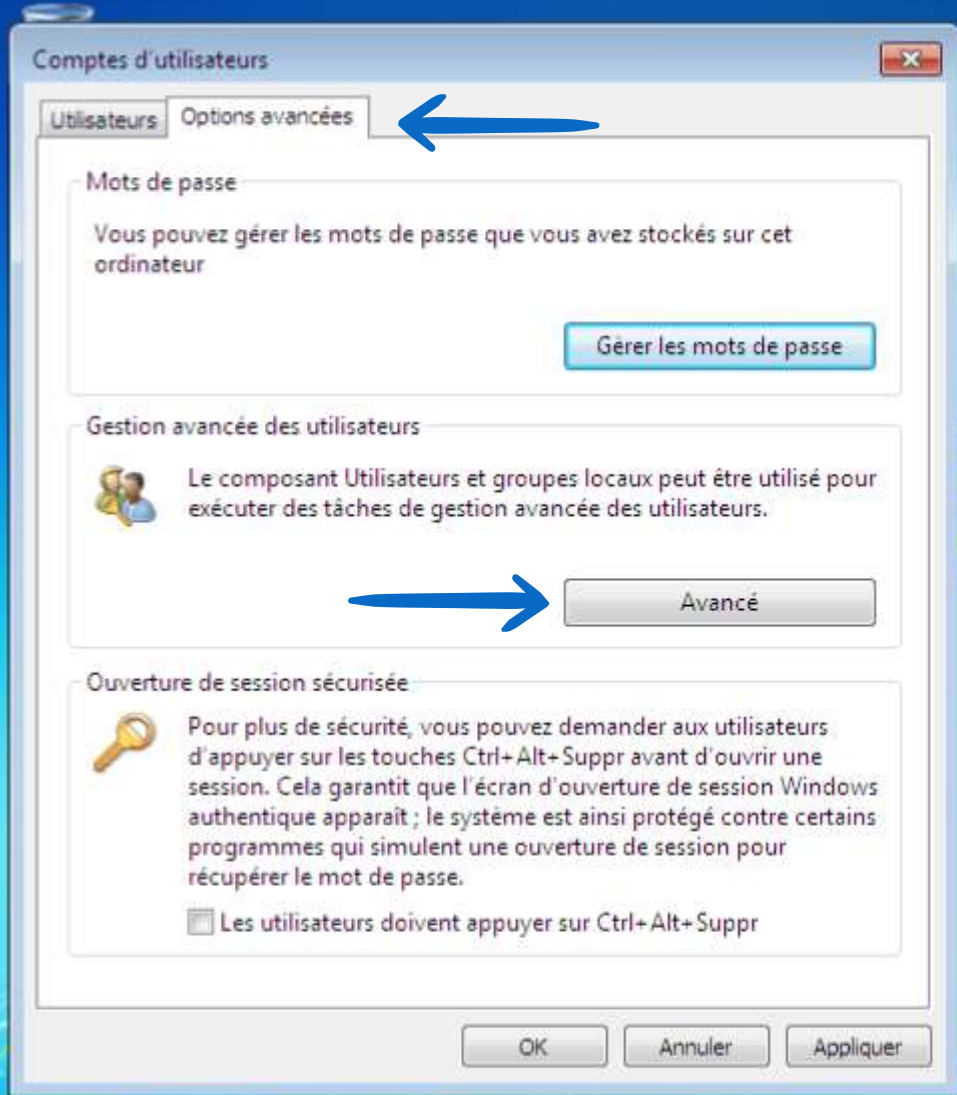 Comptes d'utilisateurs
Utilisateurs
Options avancées
Mots de passe
Vous pouvez gérer les mots de passe que vous avez stockés sur cet
ordinateur
Gérer les mots de passe
Gestion avancée des utilisateurs
Le composant Utilisateurs et groupes locaux peut être utilisé pour
exécuter des tâches de gestion avancée des utilisateurs.
Avancé
Ouverture de session sécurisée
Pour plus de sécurité, vous pouvez demander aux utilisateurs
d'appuyer sur les touches Ctrl+Alt+Suppr avant d'ouvrir une
session. Cela garantit que l'écran d'ouverture de session Windows
authentique apparaît ; le système est ainsi protégé contre certains
programmes qui simulent une ouverture de session pour
récupérer le mot de passe.
Les utilisateurs doivent appuyer sur Ctrl+Alt+Suppr
OK
Annuler
Appliquer